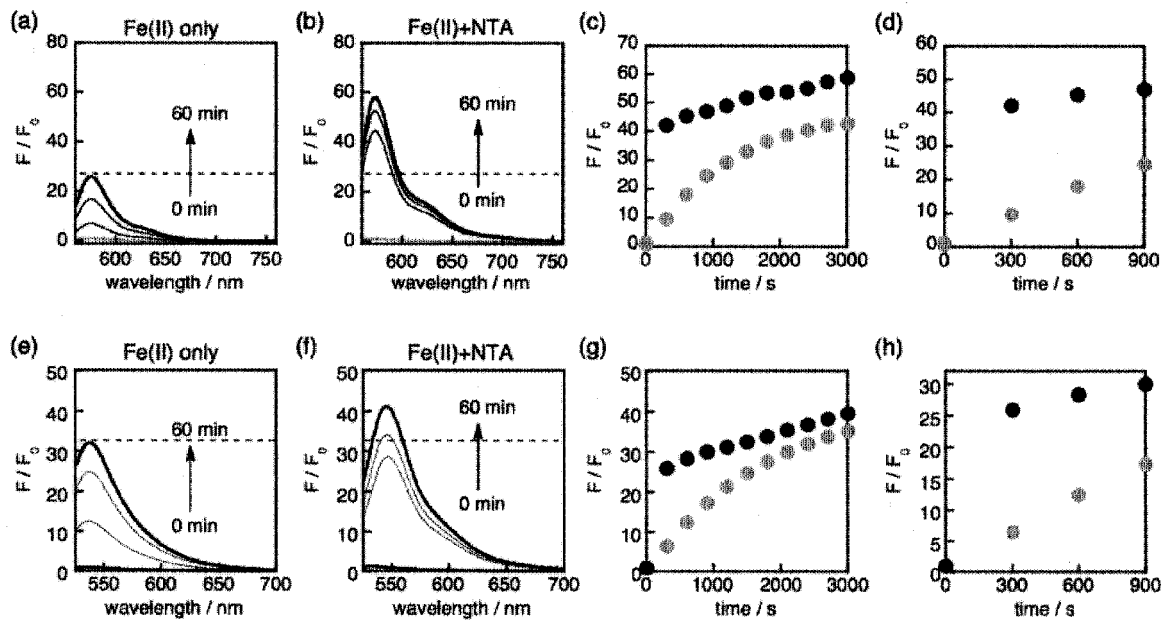 (a) Fe(II) only
80
60
40
20
0
F / F0
60 min
0 min
600 650 700 750
wavelength / nm
(b) Fe(II)+NTA
80
60
40
20
0
F / F0
60 min
0 min
600 650 700 750
wavelength / nm
(c)
70
60
50
40
30
20
10
0
F / F0
0 1000 2000 3000
time / s
(d)
60
50
40
30
20
10
0
F / F0
0 300 600 900
time / s
(e) Fe(II) only
50
40
30
20
10
0
F / F0
60 min
0 min
550 600 650 700
wavelength / nm
(f) Fe(II)+NTA
50
40
30
20
10
0
F / F0
60 min
0 min
550 600 650 700
wavelength / nm
(g)
50
40
30
20
10
0
F / F0
0 1000 2000 3000
time / s
(h)
30
25
20
15
10
5
0
F / F0
0 300 600 900
time / s